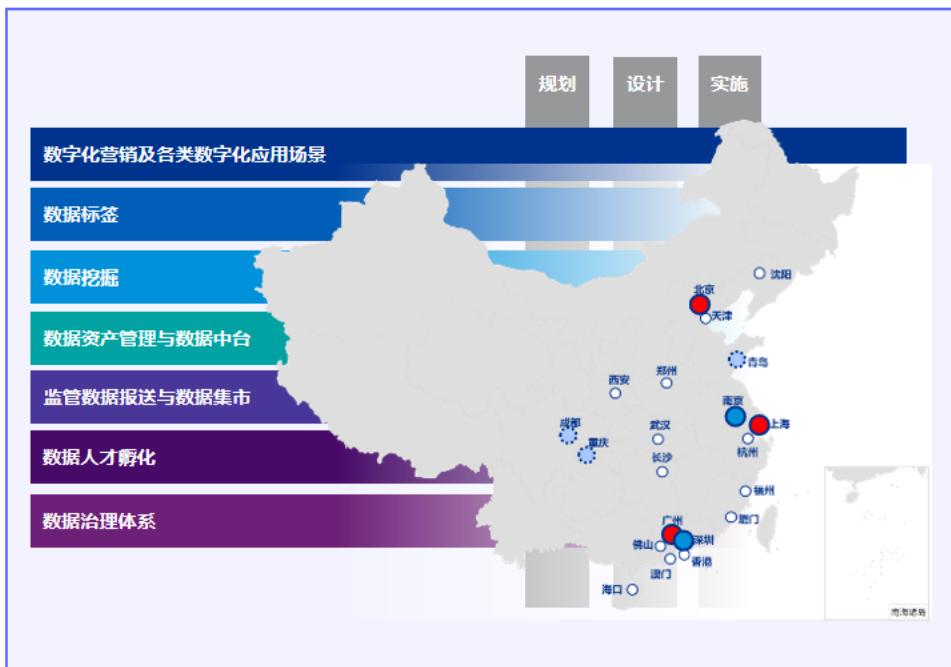 规划
设计
实施
数字化营销及各类数字化应用场景
数据标签
数据挖掘
数据资产管理与数据中台
监管数据报送与数据集市
数据人才孵化
数据治理体系
沈阳
北京
天津
青岛
郑州
西安
南京
上海
成都
武汉
杭州
重庆
长沙
福州
厦门
广州
深圳
佛山
香港
澳门
海口
南海诸岛